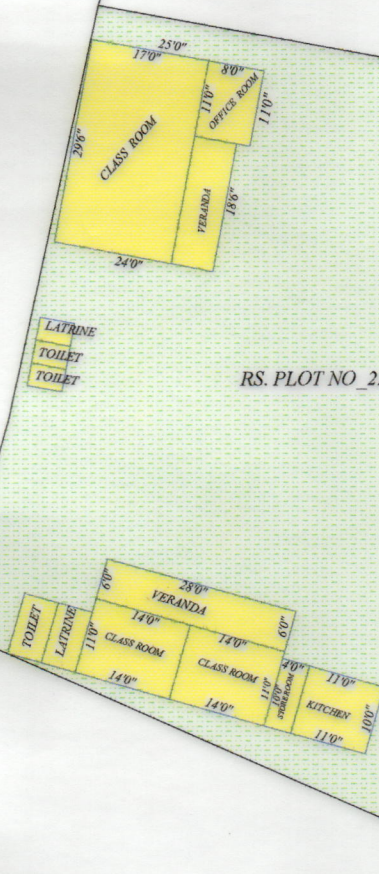 25'0"
17'0"
8'0"
11'0"
OFFICE ROOM
11'0"
29'6"
CLASS ROOM
VERANDA
18'6"
24'0"
LATRINE
TOILET
TOILET
RS. PLOT NO_2
6'0"
28'0"
VERANDA
6'0"
TOILET
LATRINE
11'0"
14'0"
CLASS ROOM
14'0"
14'0"
CLASS ROOM
14'0"
11'0"
4'0"
10'0"
STOREROOM
11'0"
KITCHEN
11'0"
10'0"